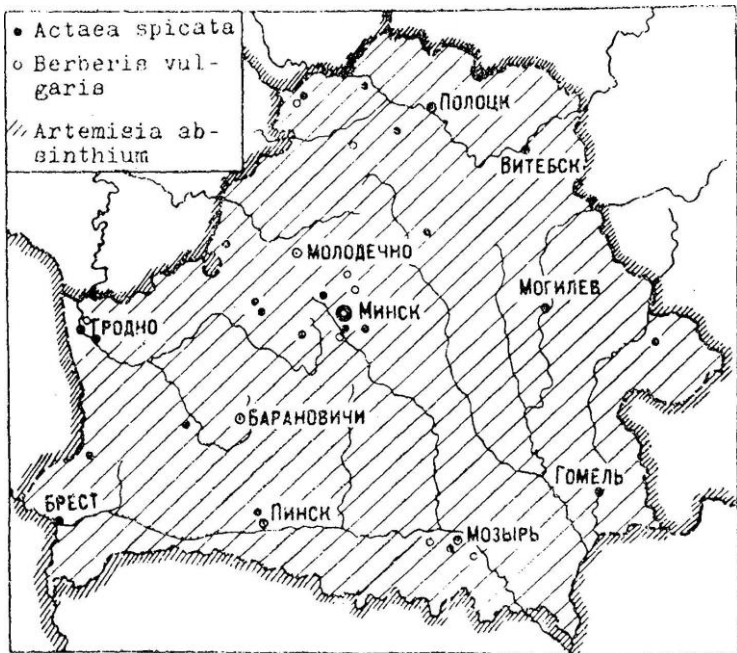 Actaea spicata
Berberis vul-
garis
Artemisia ab-
sinthium
ПОЛОЦК
ВИТЕБСК
МОЛОДЕЧНО
МОГИЛЕВ
МИНСК
ГРОДНО
БАРАНОВИЧИ
ГОМЕЛЬ
БРЕСТ
ПИНСК
МОЗЫРЬ